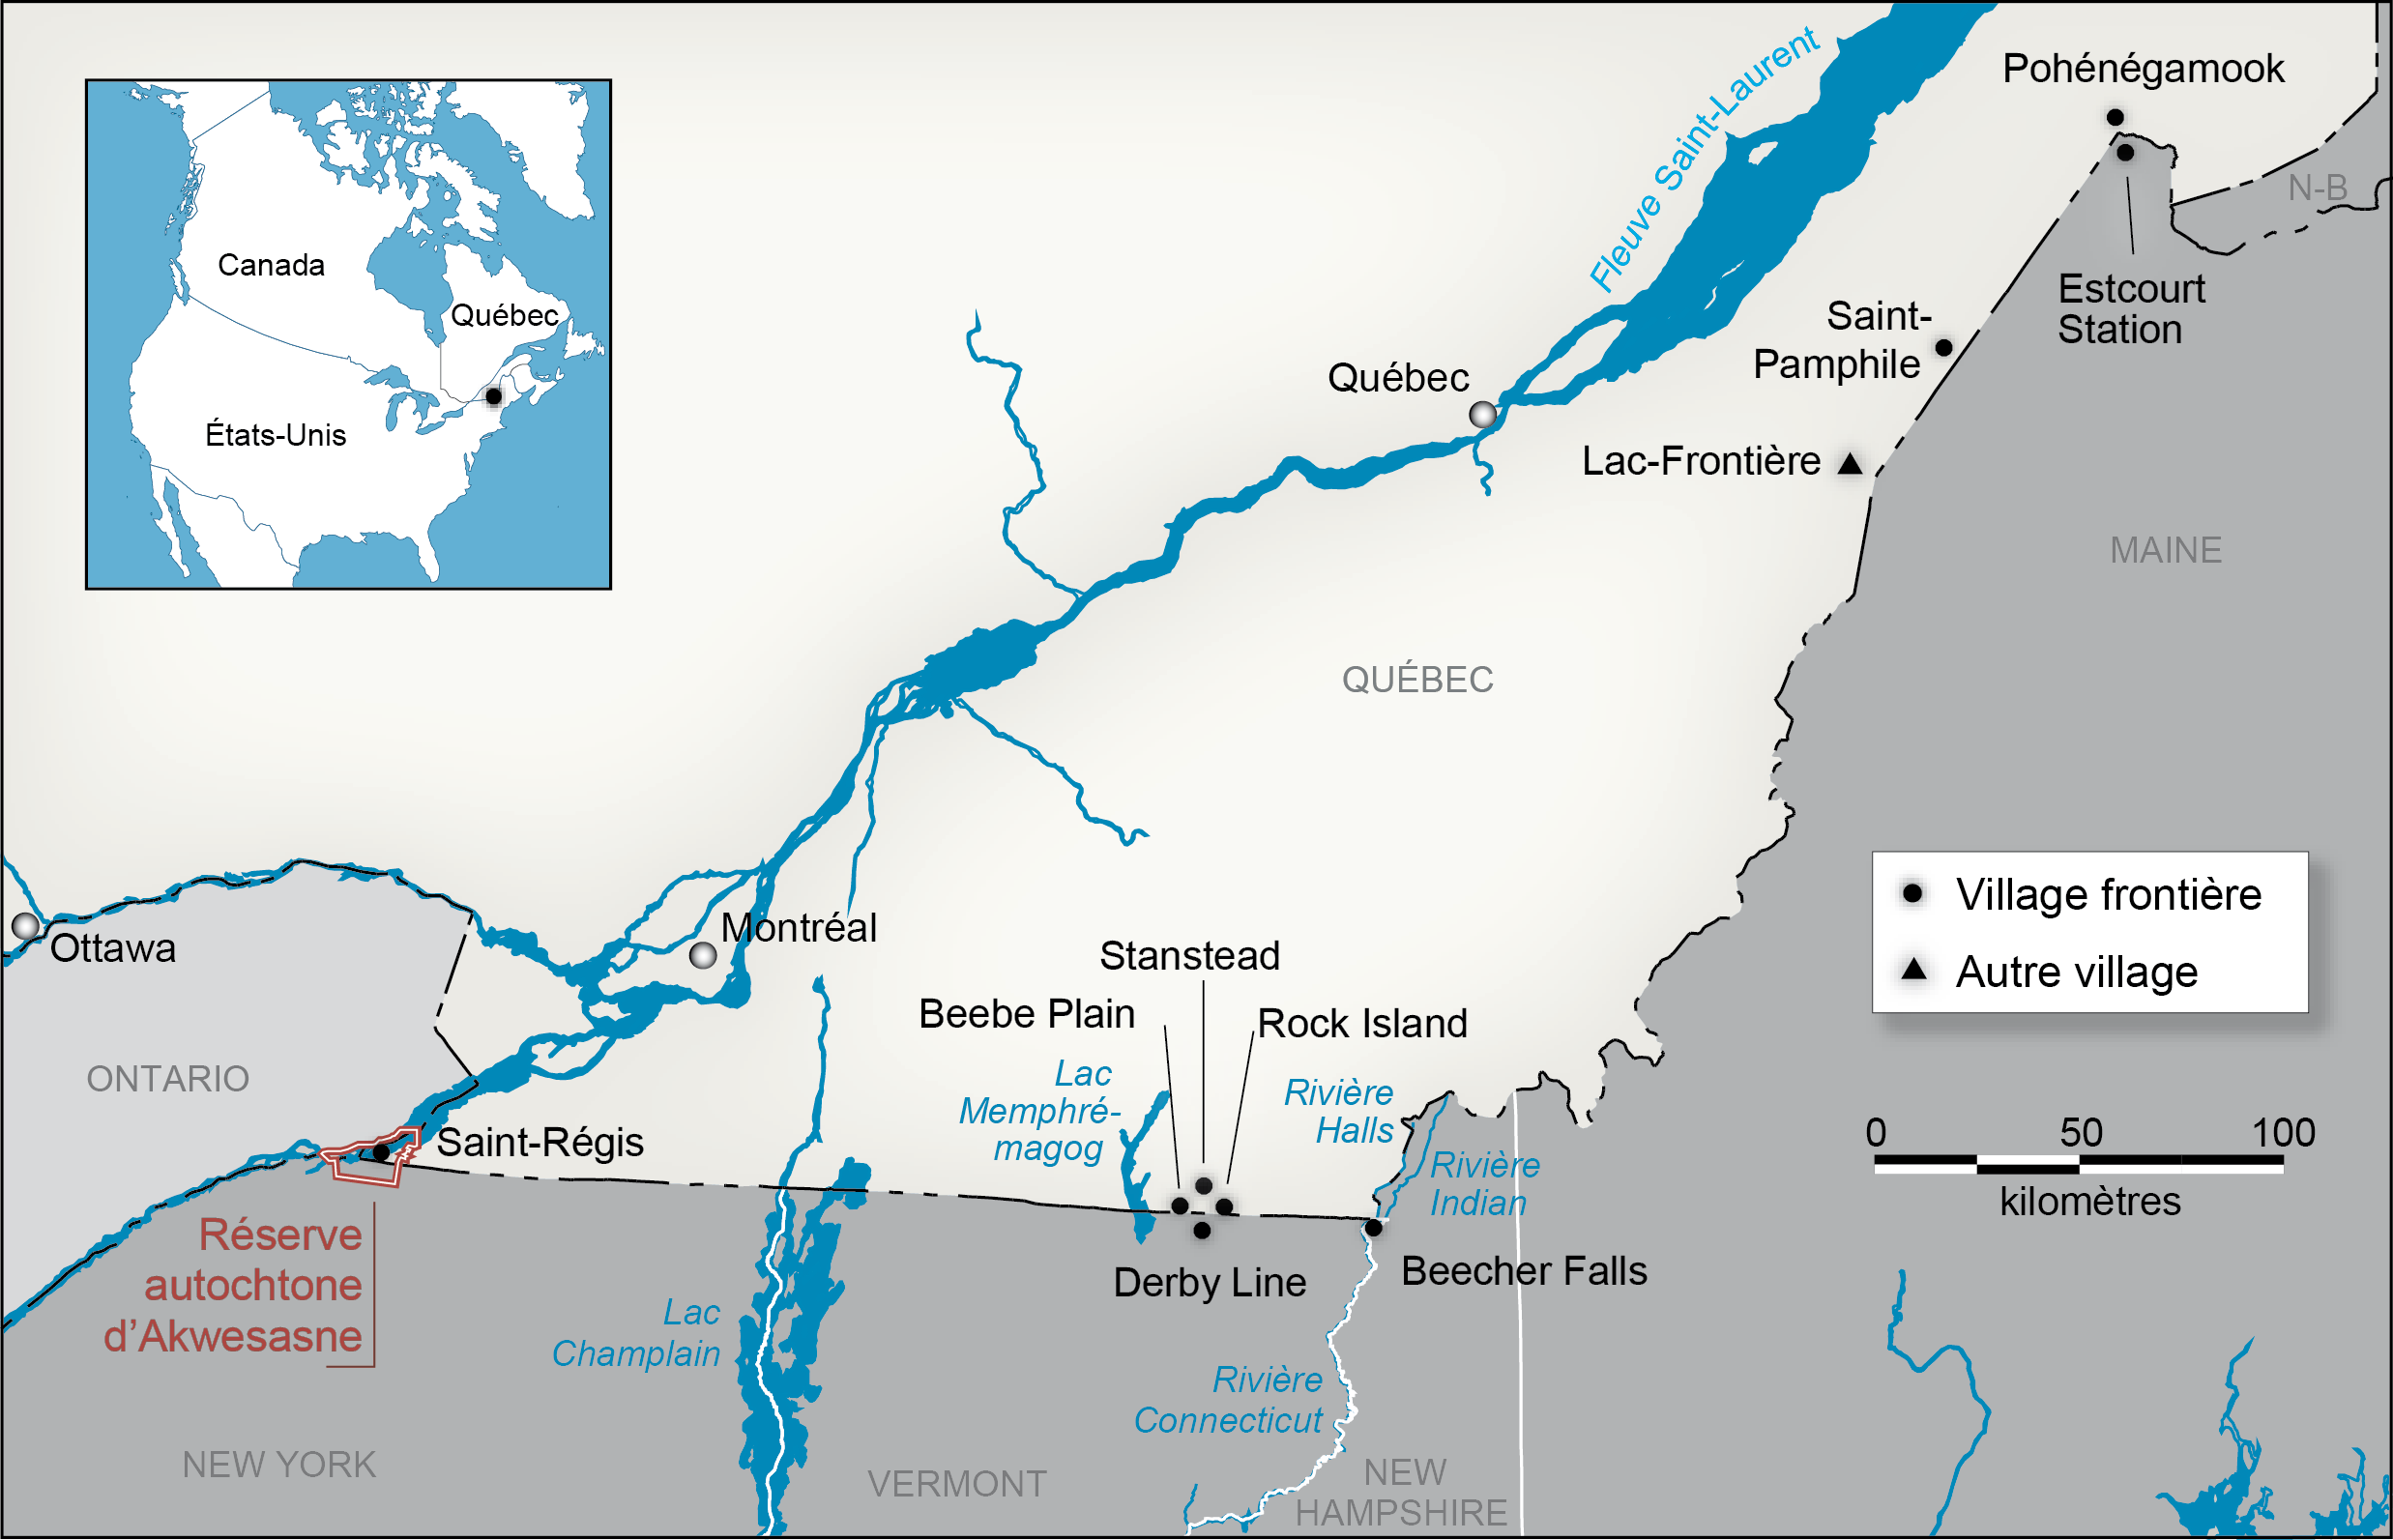 Canada
Québec
États-Unis
Fleuve Saint-Laurent
Pohénégamook
N-B
Estcourt
Station
Saint-
Pamphile
Québec
Lac-Frontière
MAINE
QUÉBEC
Village frontière
Autre village
Montréal
Ottawa
Stanstead
Beebe Plain
Rock Island
Lac
Memphré-
magog
Rivière
Halls
Rivière
Indian
ONTARIO
Saint-Régis
0 50 100
kilomètres
Réserve
autochtone
d'Akwesasne
Derby Line
Beecher Falls
Lac
Champlain
Rivière
Connecticut
NEW YORK
VERMONT
NEW
HAMPSHIRE